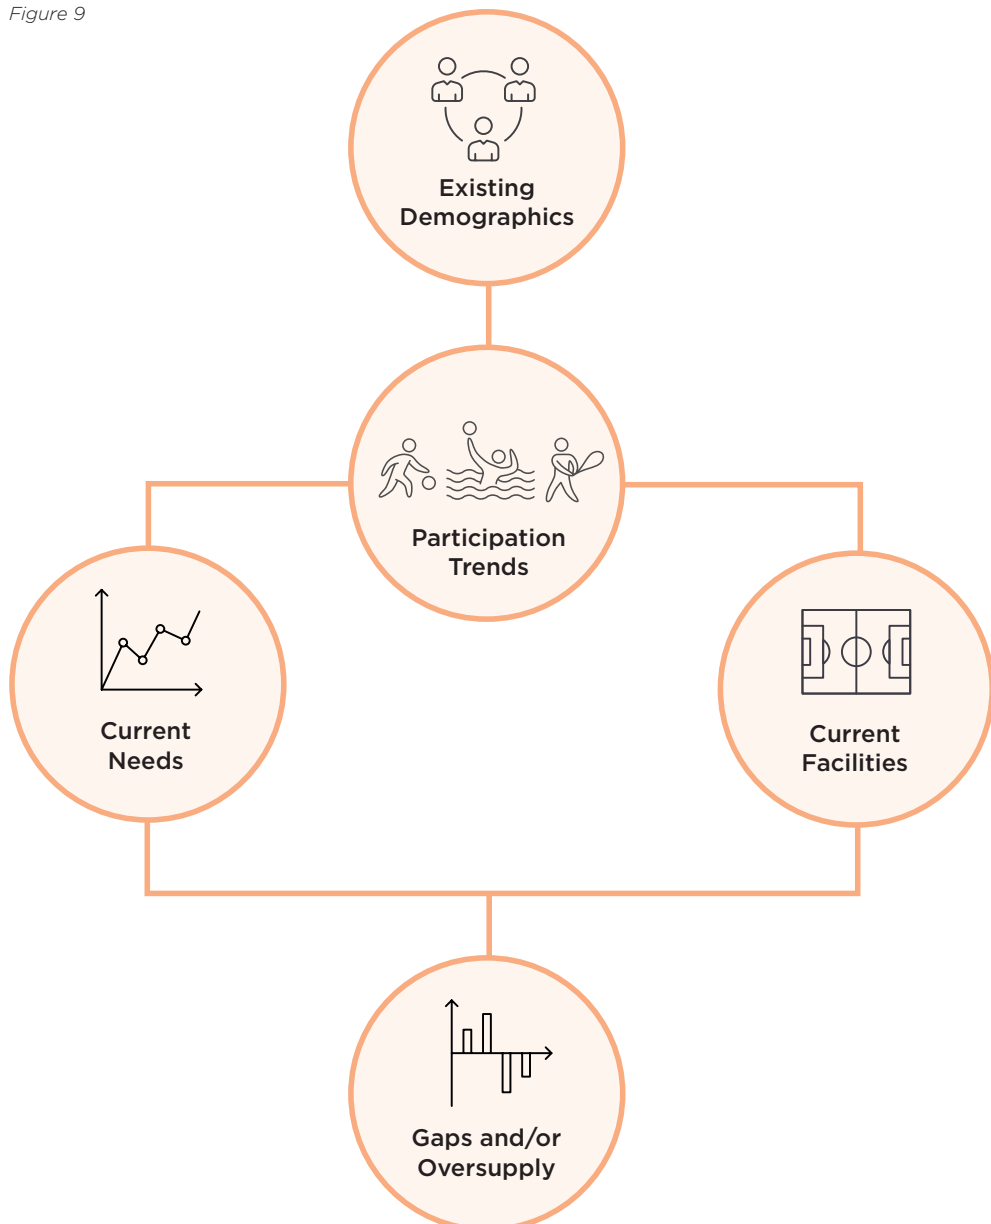 Figure 9
Existing
Demographics
Participation
Trends
Current
Needs
Current
Facilities
Gaps and/or
Oversupply